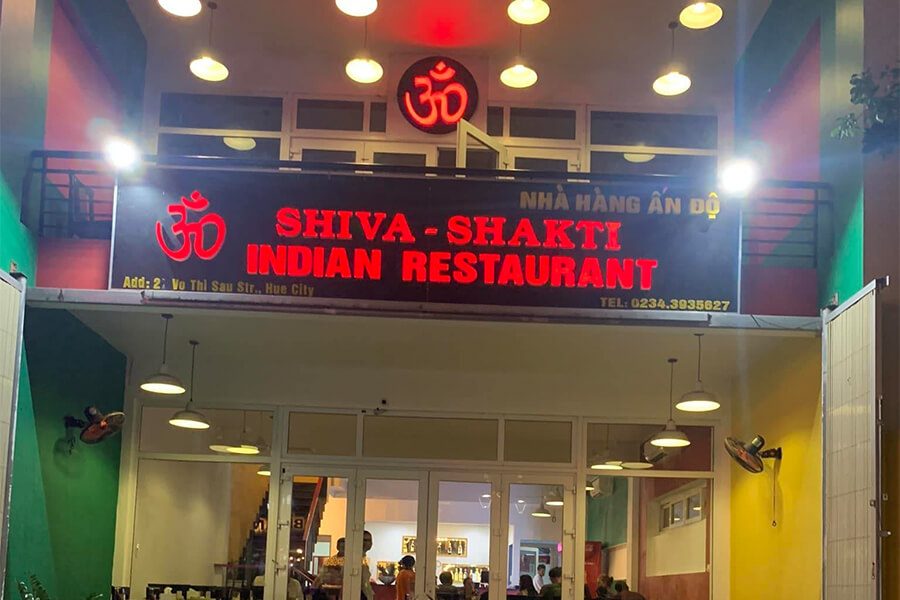 ॐ
NHÀ HÀNG ẤN ĐỘ
ॐ SHIVA - SHAKTI
INDIAN RESTAURANT
Add: Vo Thi Sau Str., Hue City
TEL: 0234.3935627